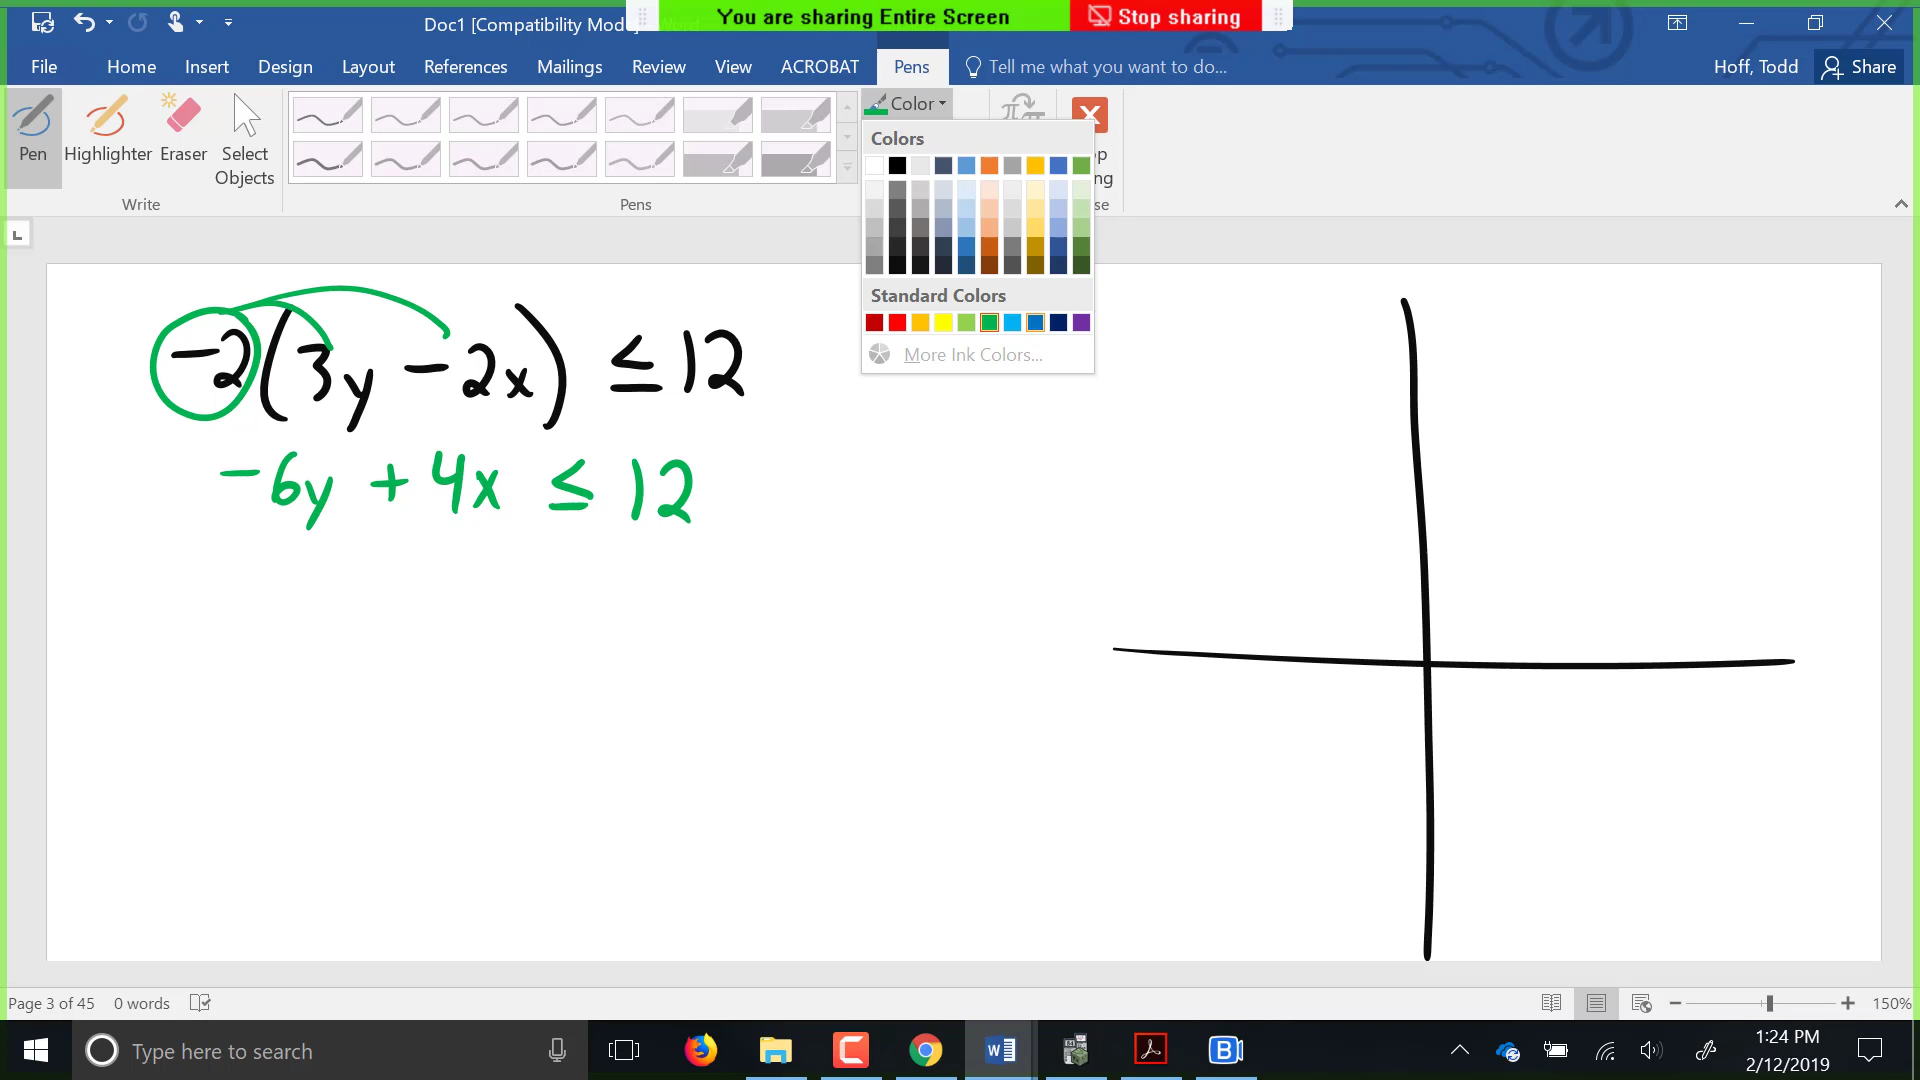 You are sharing Entire Screen
Stop sharing
Doc1 [Compatibility Mod
File
Home
Insert
Design
Layout
References
Mailings
Review
View
ACROBAT
Pens
Tell me what you want to do...
Hoff, Todd
Share
Pen
Highlighter
Eraser
Select
Objects
Write
Pens
Color
Colors
Standard Colors
More Ink Colors...
-2(3y - 2x) ≤ 12
-6y + 4x ≤ 12
Page 3 of 45
0 words
150%
Type here to search
1:24 PM
2/12/2019